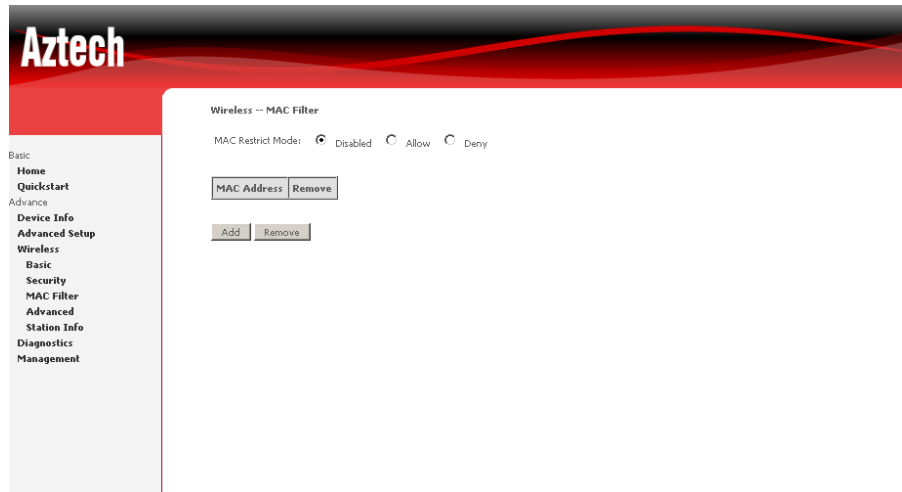 Aztech
Basic
Home
Quickstart
Advance
Device Info
Advanced Setup
Wireless
Basic
Security
MAC Filter
Advanced
Station Info
Diagnostics
Management
Wireless -- MAC Filter
MAC Restrict Mode: Disabled Allow Deny
MAC Address Remove
Add Remove